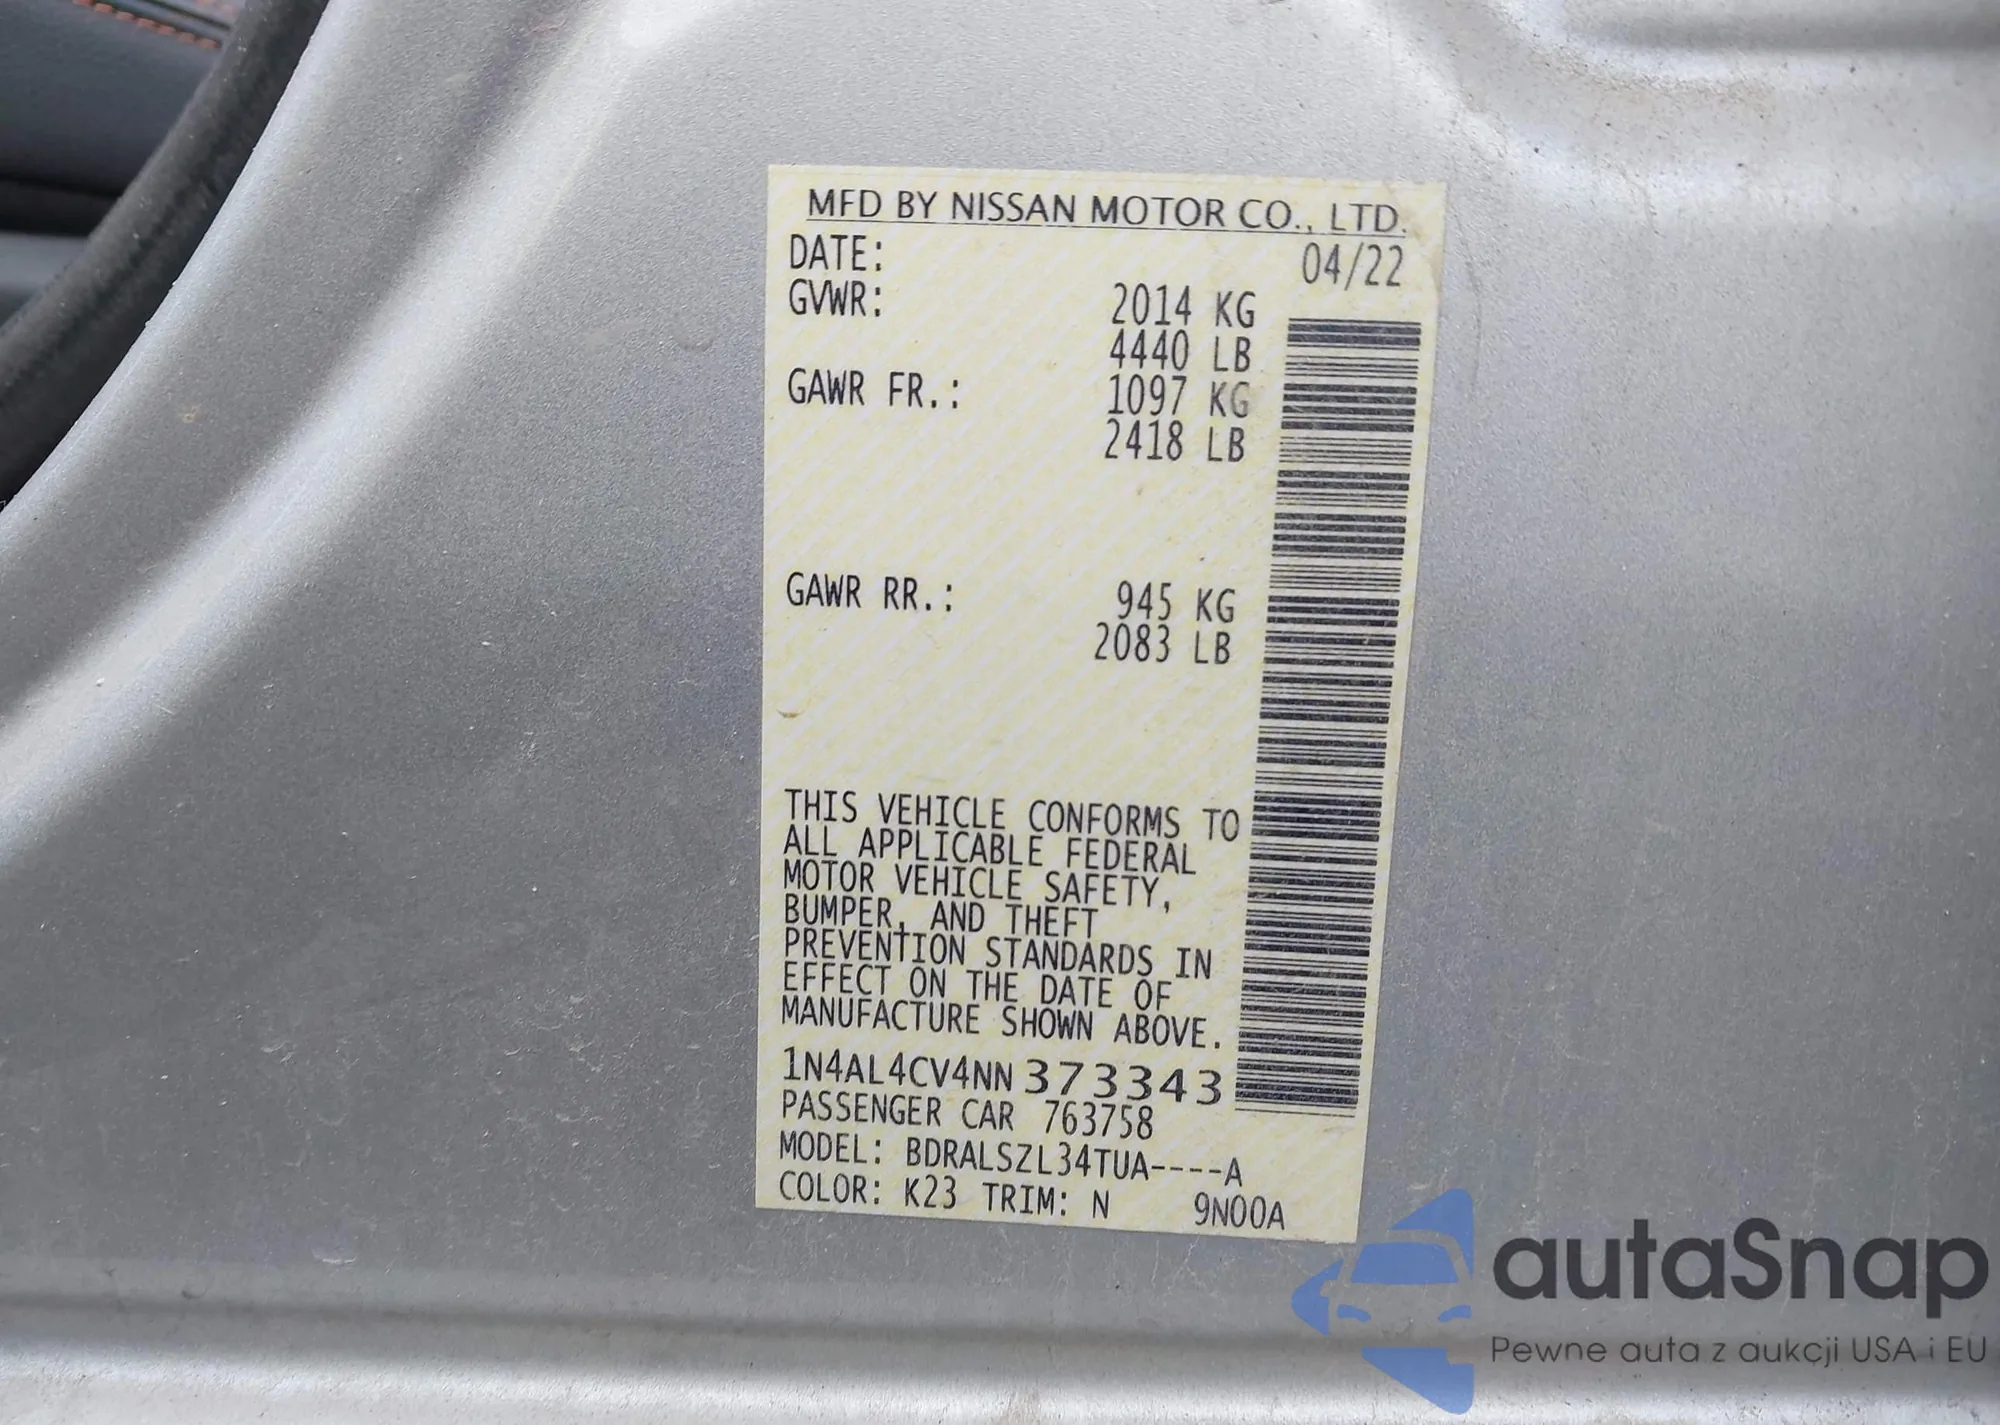 MFD BY NISSAN MOTOR CO., LTD.
DATE: 04/22
GVWR: 2014 KG
4440 LB
GAWR FR.: 1097 KG
2418 LB
GAWR RR.: 945 KG
2083 LB
THIS VEHICLE CONFORMS TO
ALL APPLICABLE FEDERAL
MOTOR VEHICLE SAFETY,
BUMPER, AND THEFT
PREVENTION STANDARDS IN
EFFECT ON THE DATE OF
MANUFACTURE SHOWN ABOVE.
1N4AL4CV4NN373343
PASSENGER CAR 763758
MODEL: BDRALSZL34TUA----A
COLOR: K23 TRIM: N 9N00A
autaSnap
Pewne auta z aukcji USA i EU